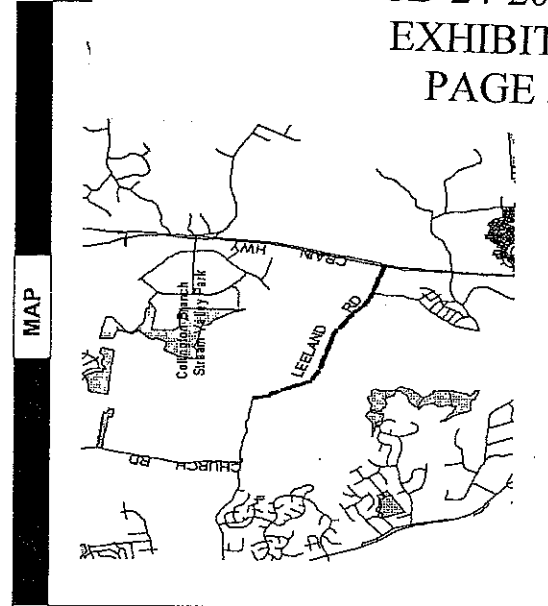 EXHIBIT
PAGE
MAP
CRAIN HWY
Collington Branch
Stream Valley Park
LEELAND RD
CHURCH RD